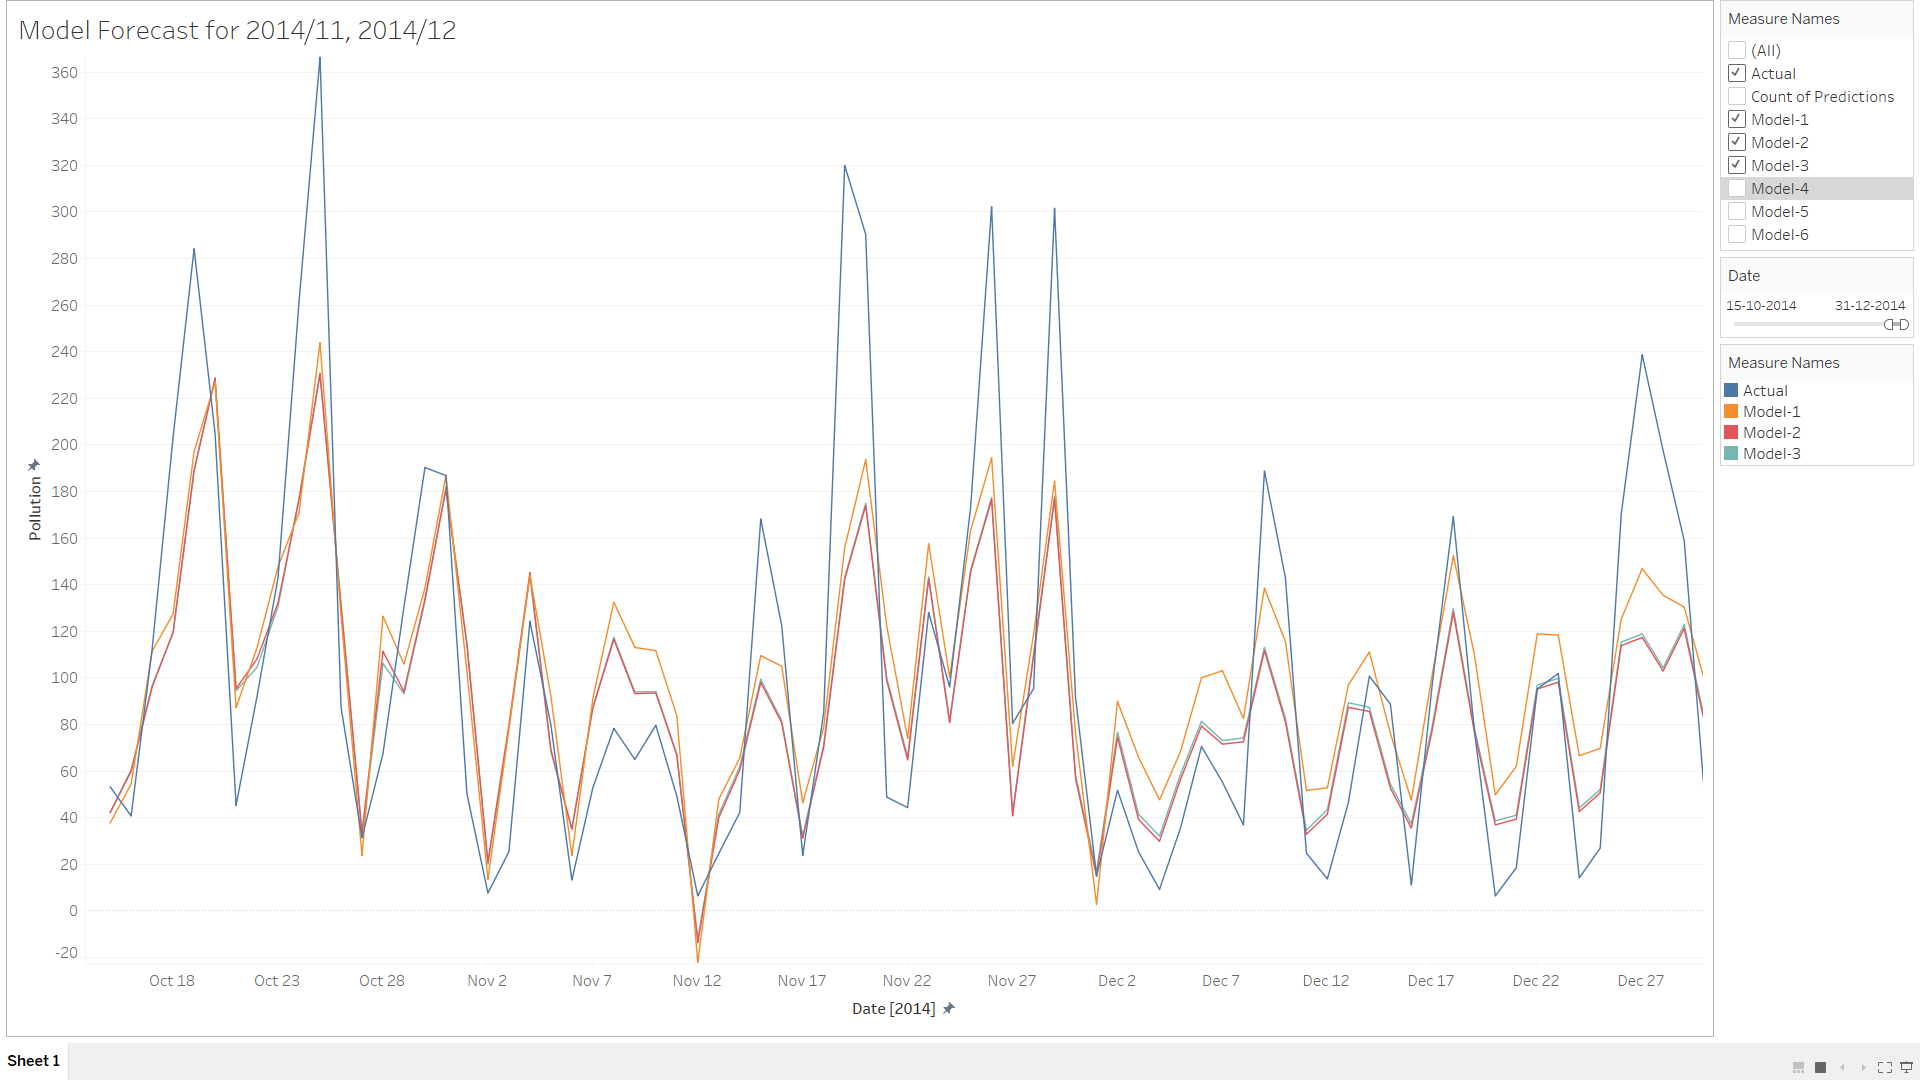 Model Forecast for 2014/11, 2014/12
360
340
320
300
280
260
240
220
200
180
160
140
120
100
80
60
40
20
0
-20
Pollution
Oct 18 Oct 23 Oct 28 Nov 2 Nov 7 Nov 12 Nov 17 Nov 22 Nov 27 Dec 2 Dec 7 Dec 12 Dec 17 Dec 22 Dec 27
Date [2014]
Measure Names
(All)
Actual
Count of Predictions
Model-1
Model-2
Model-3
Model-4
Model-5
Model-6
Date
15-10-2014 31-12-2014
Measure Names
Actual
Model-1
Model-2
Model-3
Sheet 1